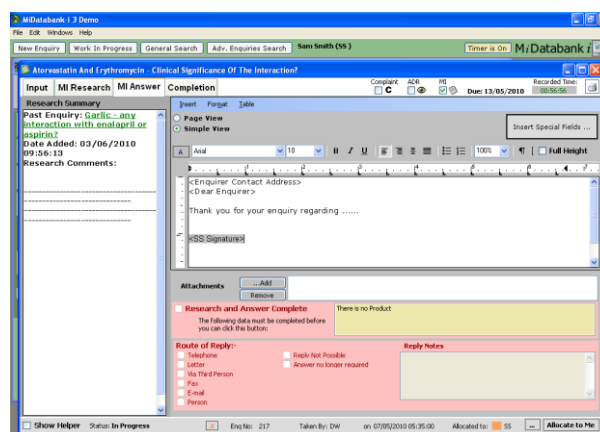 MiDatabank-i 3 Demo
File Edit Windows Help
New Enquiry Work In Progress General Search Adv. Enquiries Search Sam Smith (SS ) Timer is On MiDatabank i
Atorvastatin And Erythromycin - Clinical Significance Of The Interaction?
Input MI Research MI Answer Completion Complaint C ADR MI Due: 13/05/2010 Recorded Time: 00:56:56
Research Summary
Past Enquiry: Garlic - any
interaction with enalapril or
aspirin?
Date Added: 03/06/2010
09:56:13
Research Comments:
Insert Format Table
Page View
Simple View
Insert Special Fields ...
A Arial 10 B I U 100% ¶ Full Height
<Enquirer Contact Address>
<Dear Enquirer>
Thank you for your enquiry regarding ......
<SS Signature>
Attachments ...Add
Remove
Research and Answer Complete
The following data must be completed before
you can click this button:
There is no Product
Route of Reply:-
Telephone
Letter
Via Third Person
Fax
E-mail
Person
Reply Not Possible
Answer no longer required
Reply Notes
Show Helper Status: In Progress x Enq No: 217 Taken By: DW on 07/05/2010 05:35:00 Allocated to: SS ... Allocate to Me